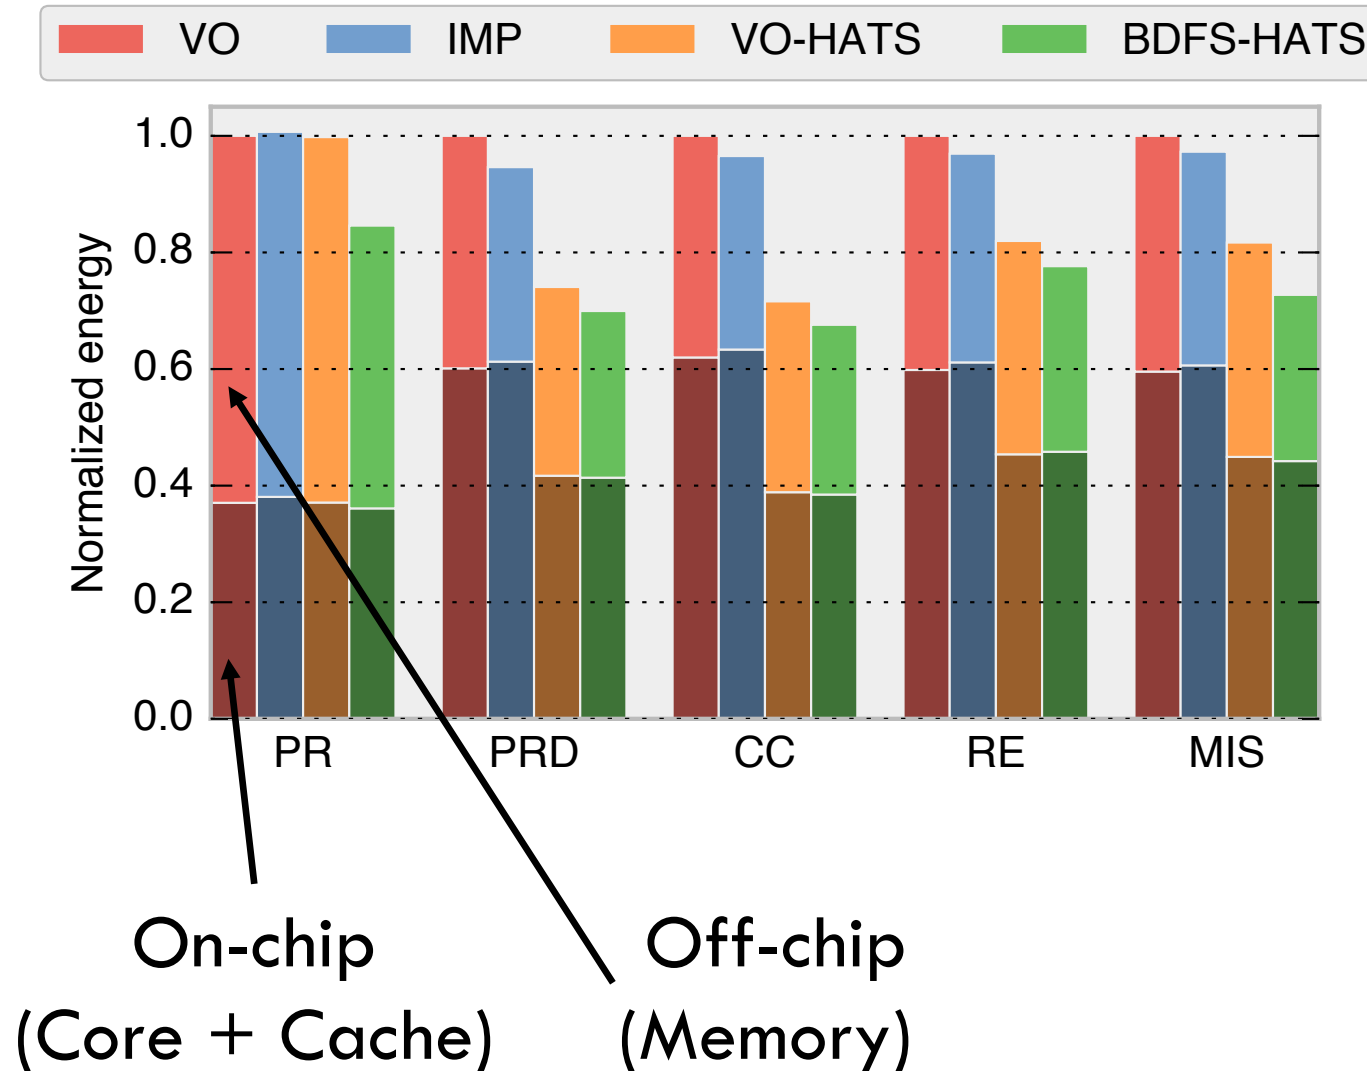 VO IMP VO-HATS BDFS-HATS
Normalized energy
1.0
0.8
0.6
0.4
0.2
0.0
PR PRD CC RE MIS
On-chip Off-chip
(Core + Cache) (Memory)